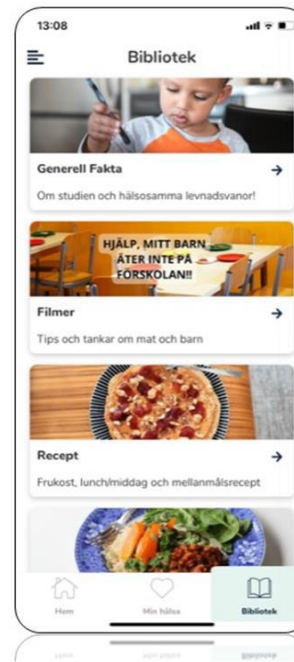 13:08
Bibliotek
Generell Fakta
Om studien och hälsosamma levnadsvanor!
HJÄLP, MITT BARN
ÄTER INTE PÅ
FÖRSKOLAN!!
Filmer
Tips och tankar om mat och barn
Recept
Frukost, lunch/middag och mellanmålsrecept
Hem
Min hälsa
Bibliotek